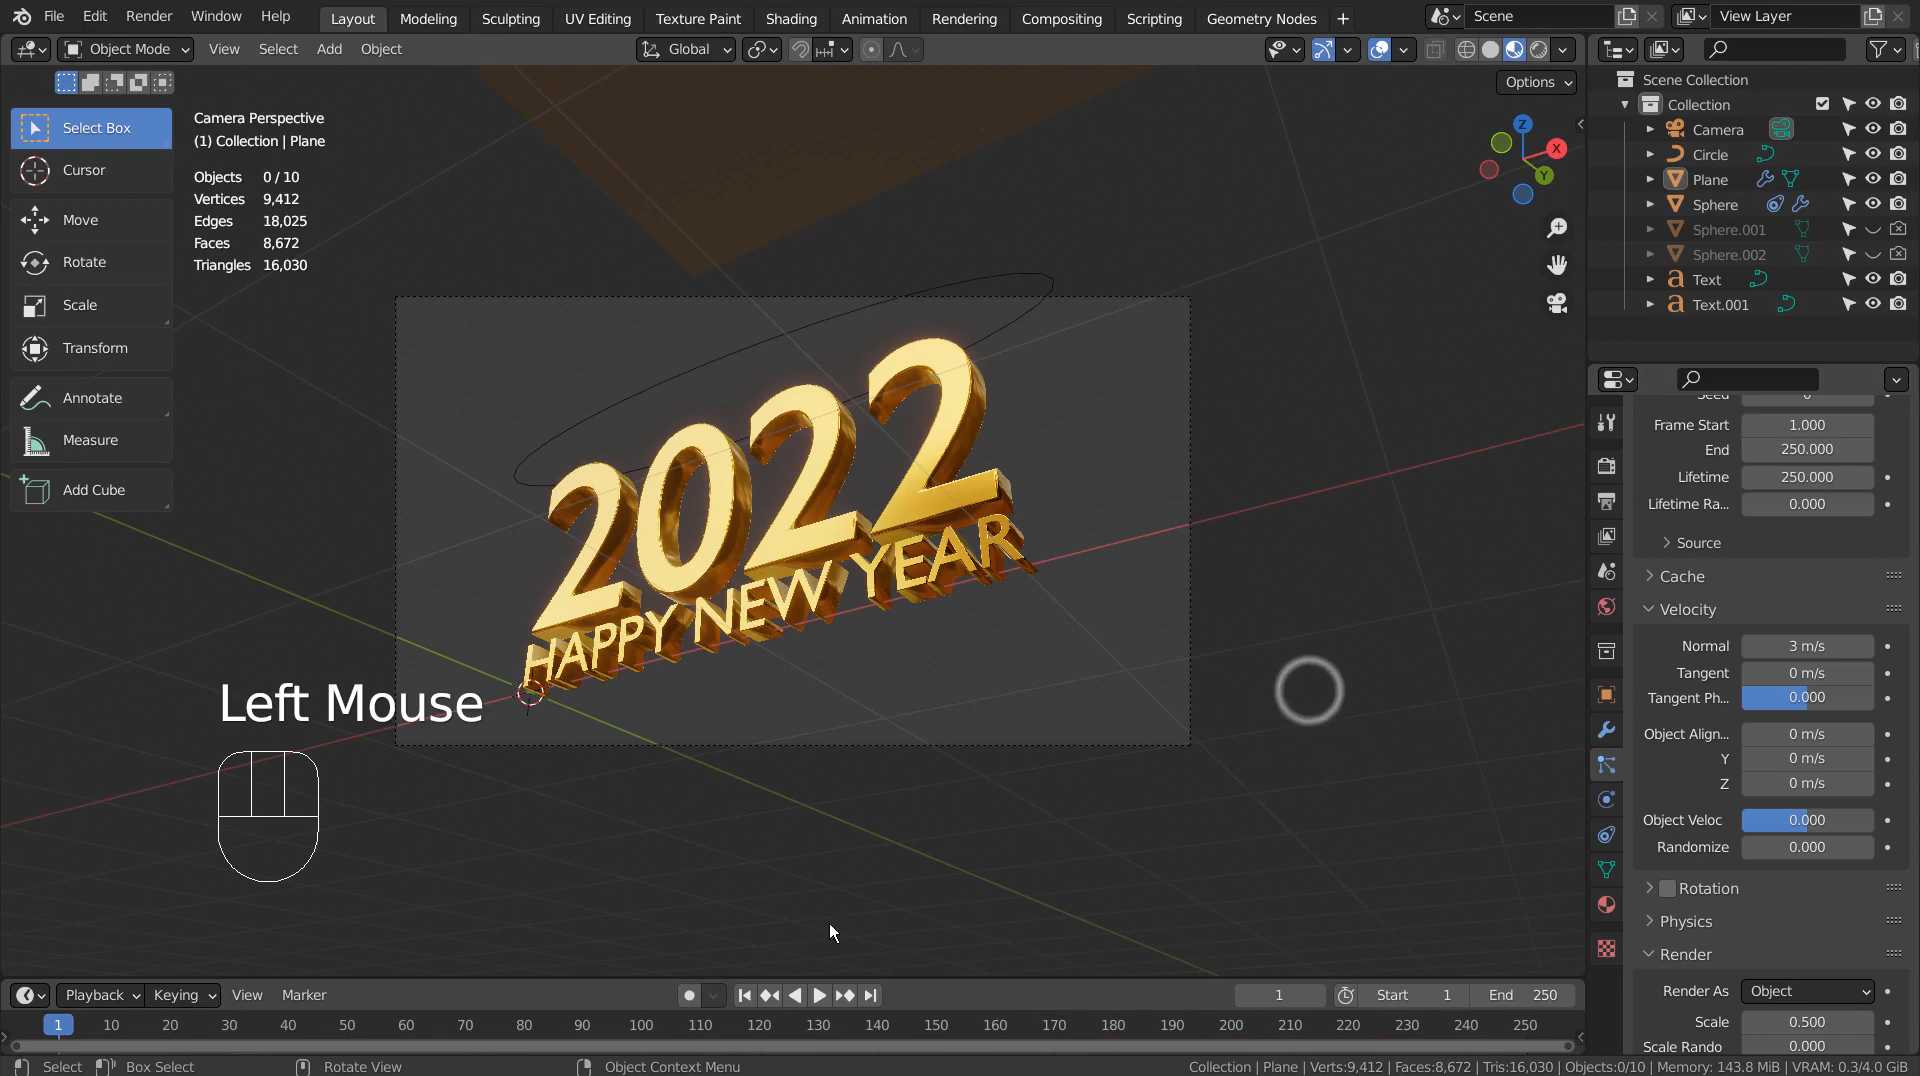 File Edit Render Window Help Layout Modeling Sculpting UV Editing Texture Paint Shading Animation Rendering Compositing Scripting Geometry Nodes + Scene View Layer
Object Mode View Select Add Object Global
Options
Select Box
Cursor
Move
Rotate
Scale
Transform
Annotate
Measure
Add Cube
Camera Perspective
(1) Collection | Plane
Objects 0 / 10
Vertices 9,412
Edges 18,025
Faces 8,672
Triangles 16,030
Z
X
Y
2022
HAPPY NEW YEAR
Left Mouse
Scene Collection
Collection
Camera
Circle
Plane
Sphere
Sphere.001
Sphere.002
Text
Text.001
Frame Start 1.000
End 250.000
Lifetime 250.000
Lifetime Ra... 0.000
Source
Cache
Velocity
Normal 3 m/s
Tangent 0 m/s
Tangent Ph... 0.000
Object Align... 0 m/s
Y 0 m/s
Z 0 m/s
Object Veloc 0.000
Randomize 0.000
Rotation
Physics
Render
Render As Object
Scale 0.500
Scale Rando 0.000
Playback Keying View Marker 1 Start 1 End 250
1 10 20 30 40 50 60 70 80 90 100 110 120 130 140 150 160 170 180 190 200 210 220 230 240 250
Select Box Select Rotate View Object Context Menu Collection | Plane | Verts:9,412 | Faces:8,672 | Tris:16,030 | Objects:0/10 | Memory: 143.8 MiB | VRAM: 0.3/4.0 GiB